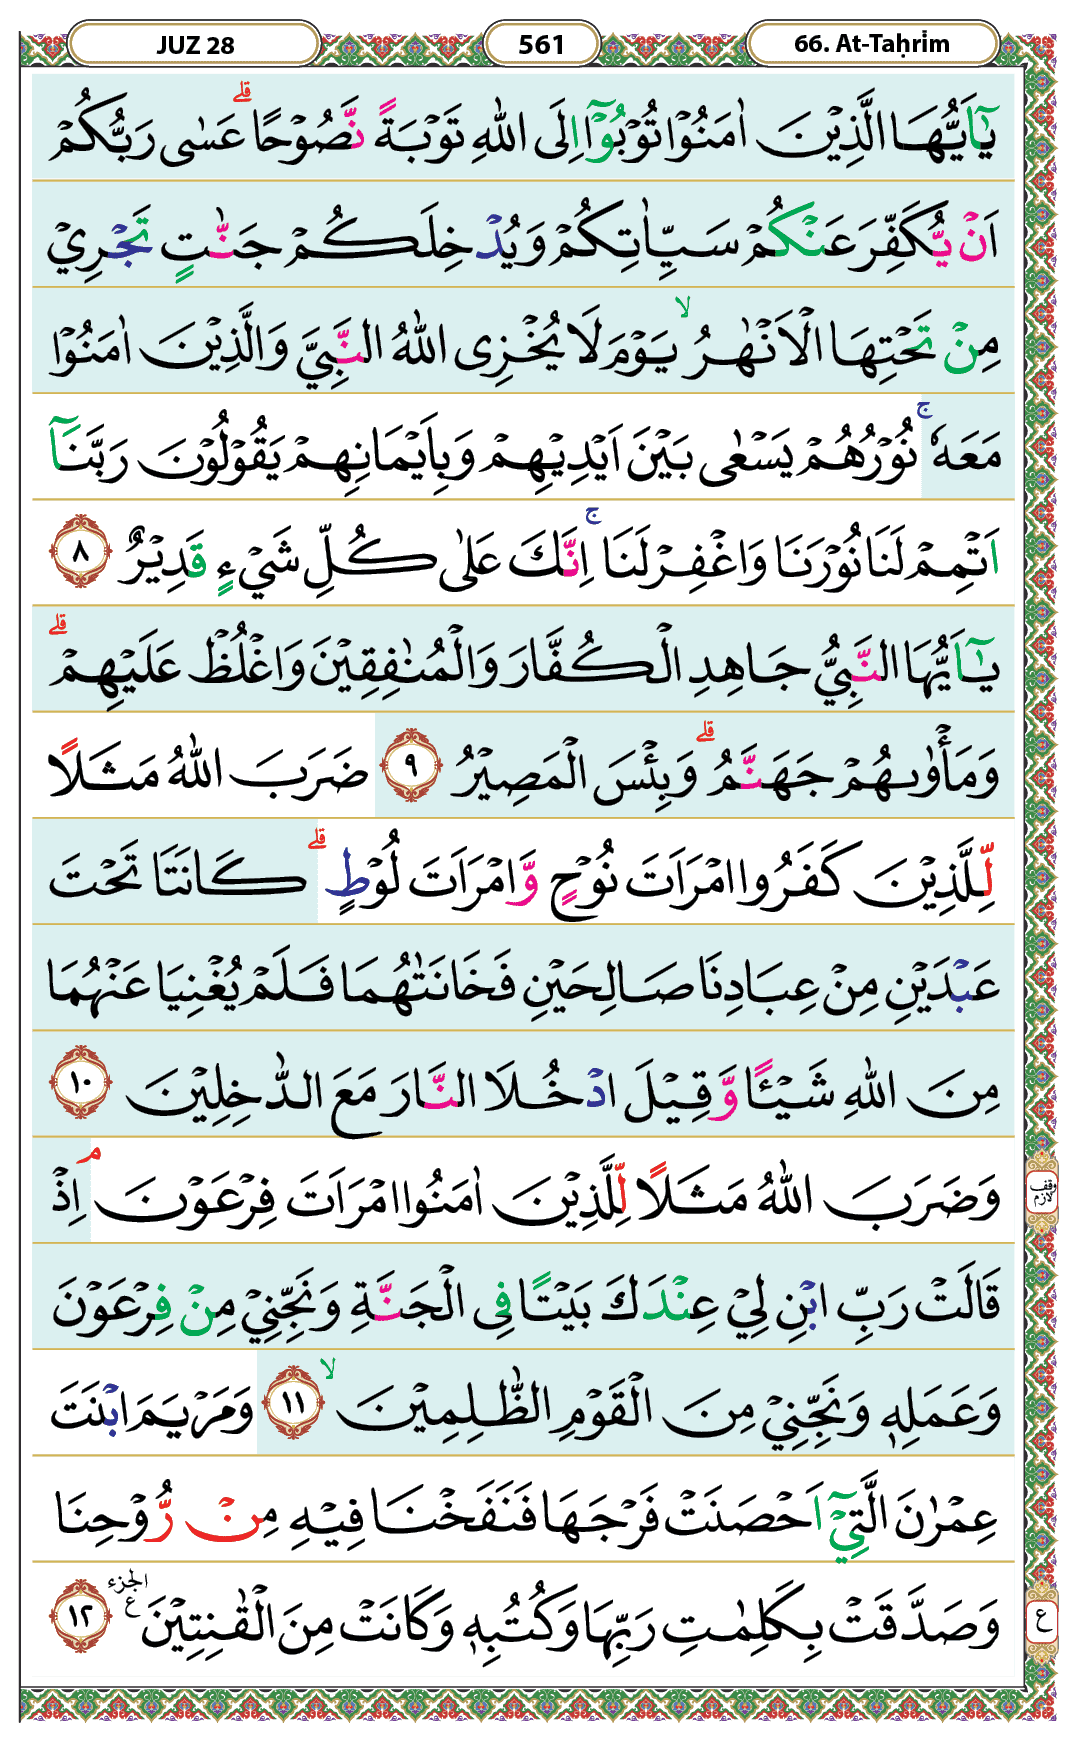 JUZ 28
561
66. At-Taḥrīm
يٰٓاَيُّهَا الَّذِيْنَ اٰمَنُوْا تُوْبُوْٓا اِلَى اللّٰهِ تَوْبَةً نَّصُوْحًاۗ عَسٰى رَبُّكُمْ
اَنْ يُّكَفِّرَ عَنْكُمْ سَيِّاٰتِكُمْ وَيُدْخِلَكُمْ جَنّٰتٍ تَجْرِيْ
مِنْ تَحْتِهَا الْاَنْهٰرُۙ يَوْمَ لَا يُخْزِى اللّٰهُ النَّبِيَّ وَالَّذِيْنَ اٰمَنُوْا
مَعَهٗۚ نُوْرُهُمْ يَسْعٰى بَيْنَ اَيْدِيْهِمْ وَبِاَيْمَانِهِمْ يَقُوْلُوْنَ رَبَّنَآ
اَتْمِمْ لَنَا نُوْرَنَا وَاغْفِرْ لَنَاۚ اِنَّكَ عَلٰى كُلِّ شَيْءٍ قَدِيْرٌ ٨
يٰٓاَيُّهَا النَّبِيُّ جَاهِدِ الْكُفَّارَ وَالْمُنٰفِقِيْنَ وَاغْلُظْ عَلَيْهِمْۗ
وَمَأْوٰىهُمْ جَهَنَّمُۗ وَبِئْسَ الْمَصِيْرُ ٩ ضَرَبَ اللّٰهُ مَثَلًا
لِّلَّذِيْنَ كَفَرُوا امْرَاَتَ نُوْحٍ وَّامْرَاَتَ لُوْطٍۗ كَانَتَا تَحْتَ
عَبْدَيْنِ مِنْ عِبَادِنَا صَالِحَيْنِ فَخَانَتٰهُمَا فَلَمْ يُغْنِيَا عَنْهُمَا
مِنَ اللّٰهِ شَيْـًٔا وَّقِيْلَ ادْخُلَا النَّارَ مَعَ الدّٰخِلِيْنَ ١٠
وَضَرَبَ اللّٰهُ مَثَلًا لِّلَّذِيْنَ اٰمَنُوا امْرَاَتَ فِرْعَوْنَۘ اِذْ
وقف لازم
قَالَتْ رَبِّ ابْنِ لِيْ عِنْدَكَ بَيْتًا فِى الْجَنَّةِ وَنَجِّنِيْ مِنْ فِرْعَوْنَ
وَعَمَلِهٖ وَنَجِّنِيْ مِنَ الْقَوْمِ الظّٰلِمِيْنَۙ ١١ وَمَرْيَمَ ابْنَتَ
عِمْرٰنَ الَّتِيْٓ اَحْصَنَتْ فَرْجَهَا فَنَفَخْنَا فِيْهِ مِنْ رُّوْحِنَا
وَصَدَّقَتْ بِكَلِمٰتِ رَبِّهَا وَكُتُبِهٖ وَكَانَتْ مِنَ الْقٰنِتِيْنَ ࣖ الجزء ١٢
ع